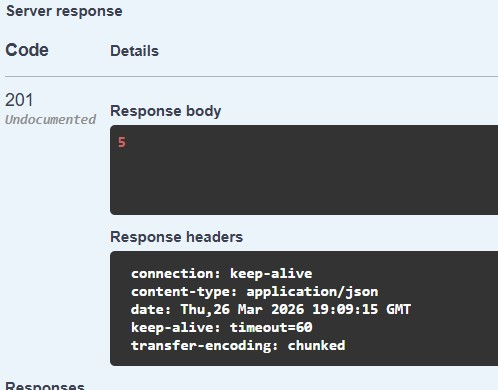 Server response
Code Details
201
Undocumented
Response body
5
Response headers
connection: keep-alive
content-type: application/json
date: Thu,26 Mar 2026 19:09:15 GMT
keep-alive: timeout=60
transfer-encoding: chunked
Responses